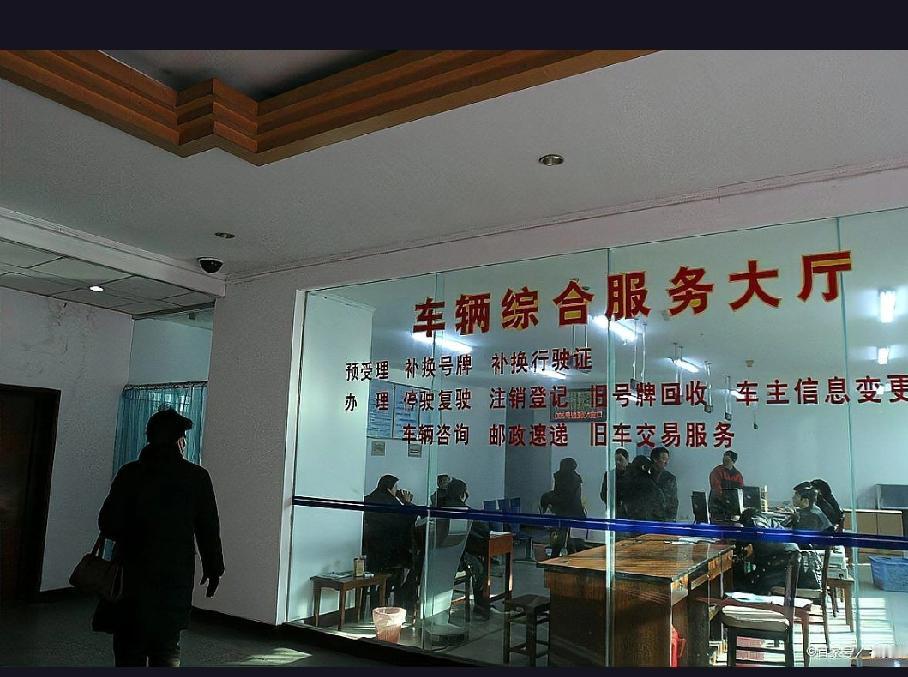 车辆综合服务大厅
预受理 补换号牌 补换行驶证
办 理 停驶复驶 注销登记 旧号牌回收 车主信息变更
车辆咨询 邮政速递 旧车交易服务